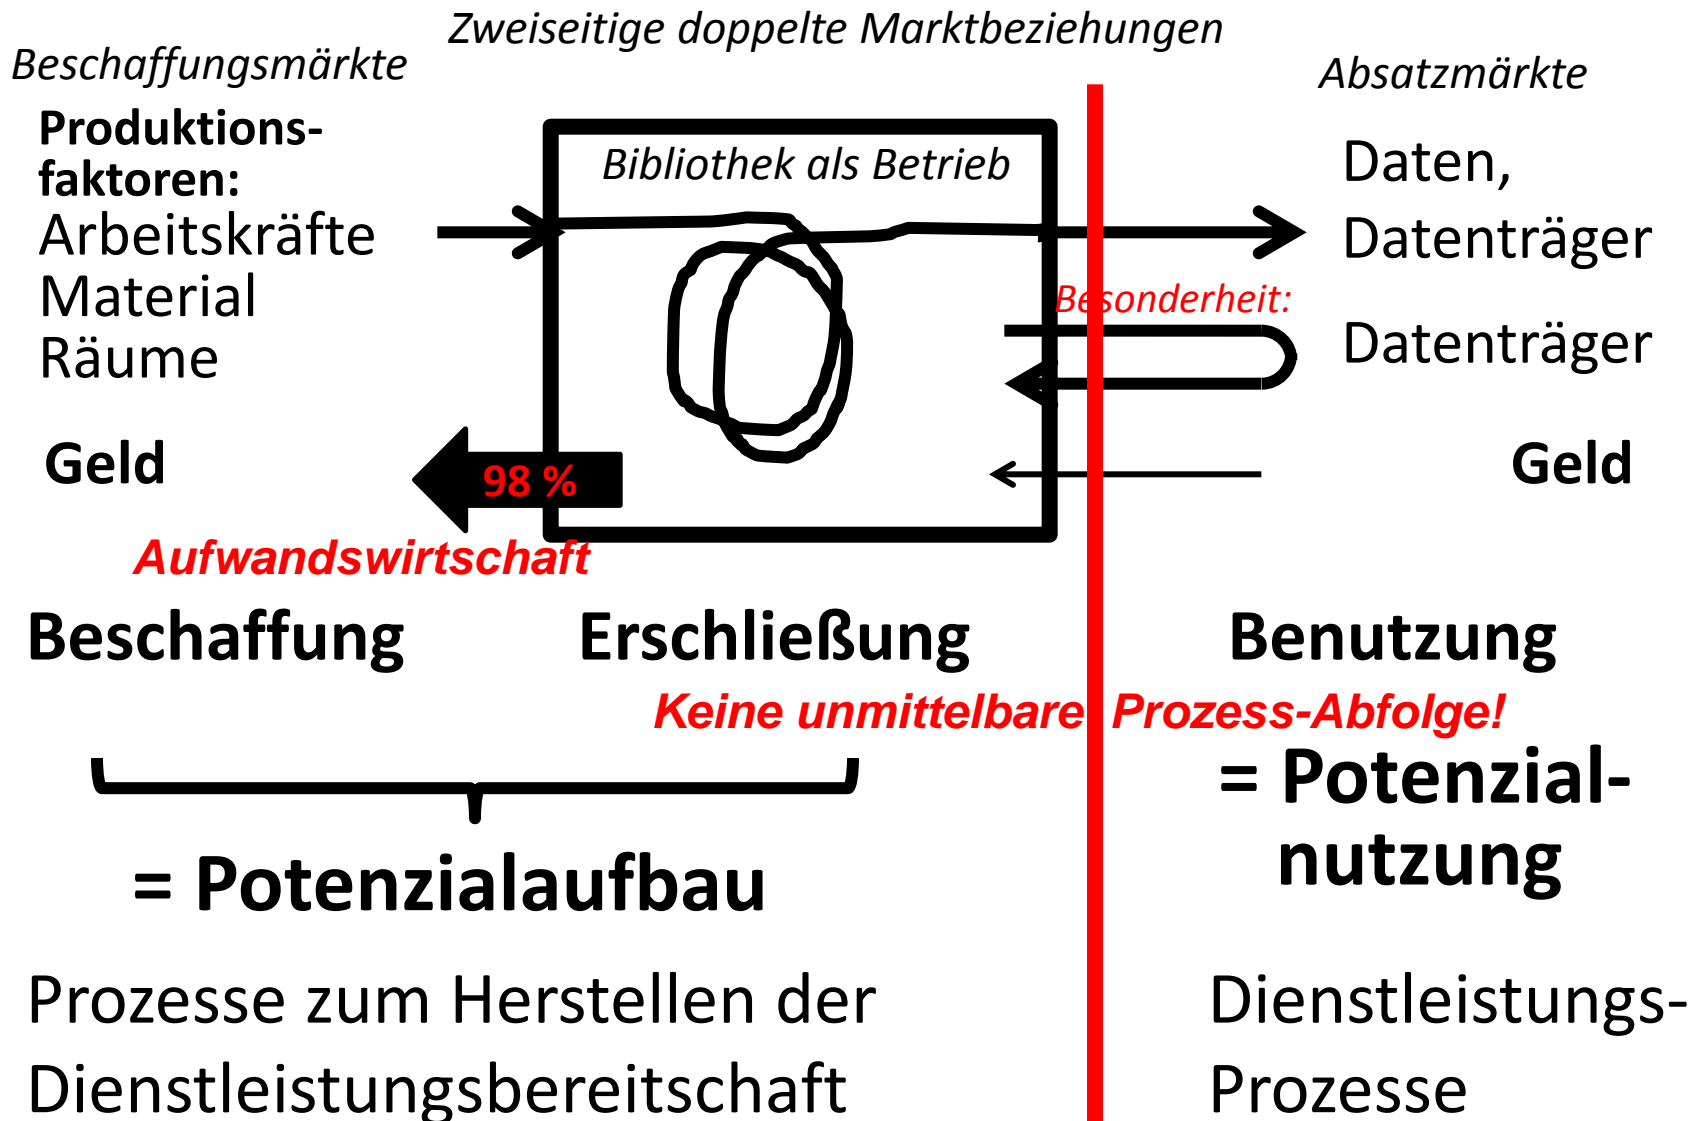 Zweiseitige doppelte Marktbeziehungen
Beschaffungsmärkte
Absatzmärkte
Produktions-
faktoren:
Arbeitskräfte
Material
Räume
Bibliothek als Betrieb
Daten,
Datenträger
Besonderheit:
Datenträger
Geld
98 %
Geld
Aufwandswirtschaft
Beschaffung
Erschließung
Benutzung
Keine unmittelbare Prozess-Abfolge!
= Potenzialaufbau
= Potenzial-
nutzung
Prozesse zum Herstellen der
Dienstleistungsbereitschaft
Dienstleistungs-
Prozesse